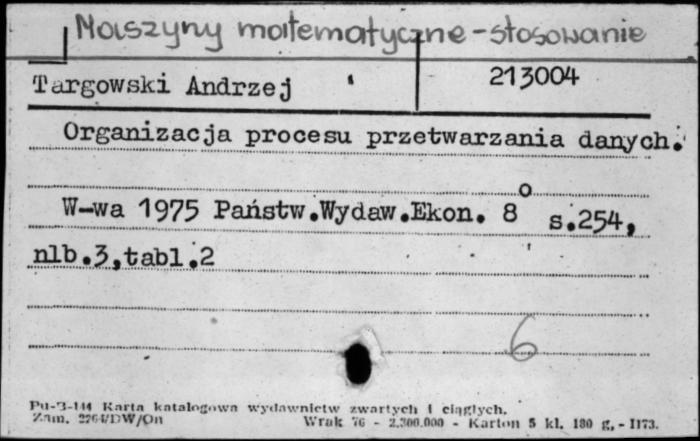 Maszyny matematyczne - stosowanie
Targowski Andrzej 213004
Organizacja procesu przetwarzania danych.
W-wa 1975 Państw.Wydaw.Ekon. 8° s.254,
nlb.3,tabl.2
6
Pu-3-144 Karta katalogowa wydawnictw zwartych i ciągłych.
Zam. 2764/DW/On Wrak 76 - 2.300.000 - Karton 5 kl. 180 g. - 1173.